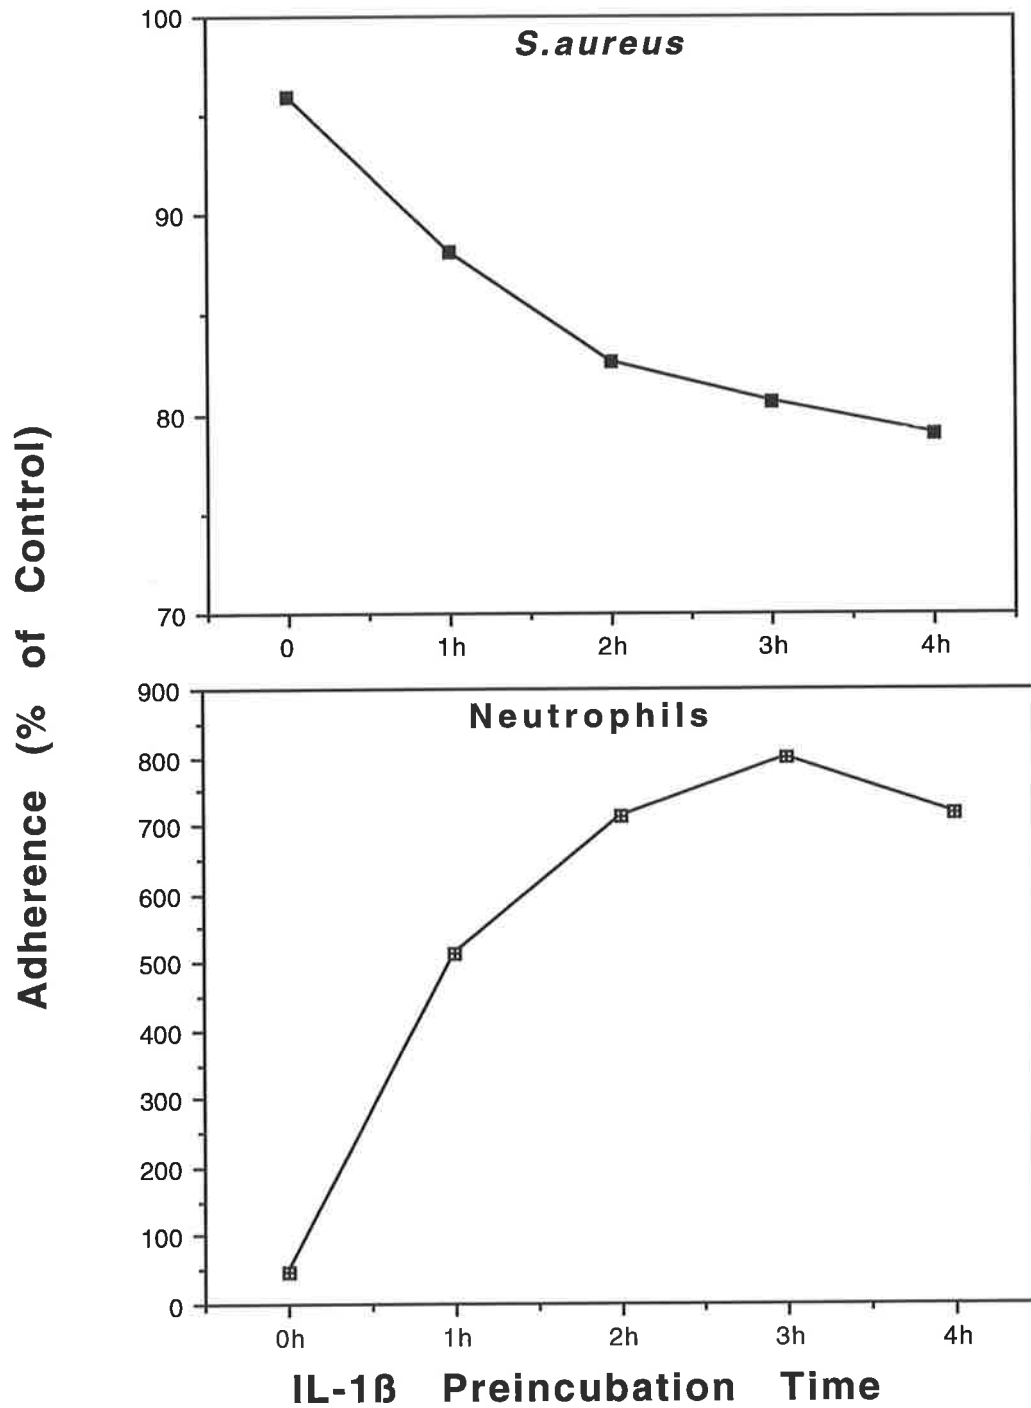 S.aureus
100
90
80
70
0 1h 2h 3h 4h
Adherence (% of Control)
Neutrophils
900
800
700
600
500
400
300
200
100
0
0h 1h 2h 3h 4h
IL-1ß Preincubation Time